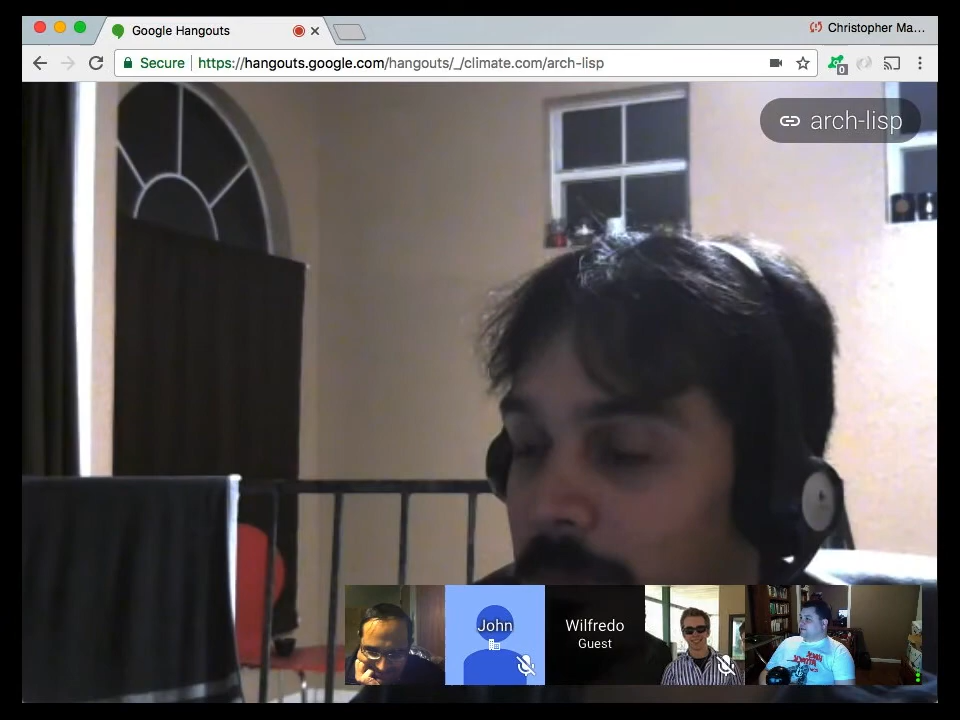 Google Hangouts
Christopher Ma...
Secure
https://hangouts.google.com/hangouts/_/climate.com/arch-lisp
0
arch-lisp
John
Wilfredo
Guest